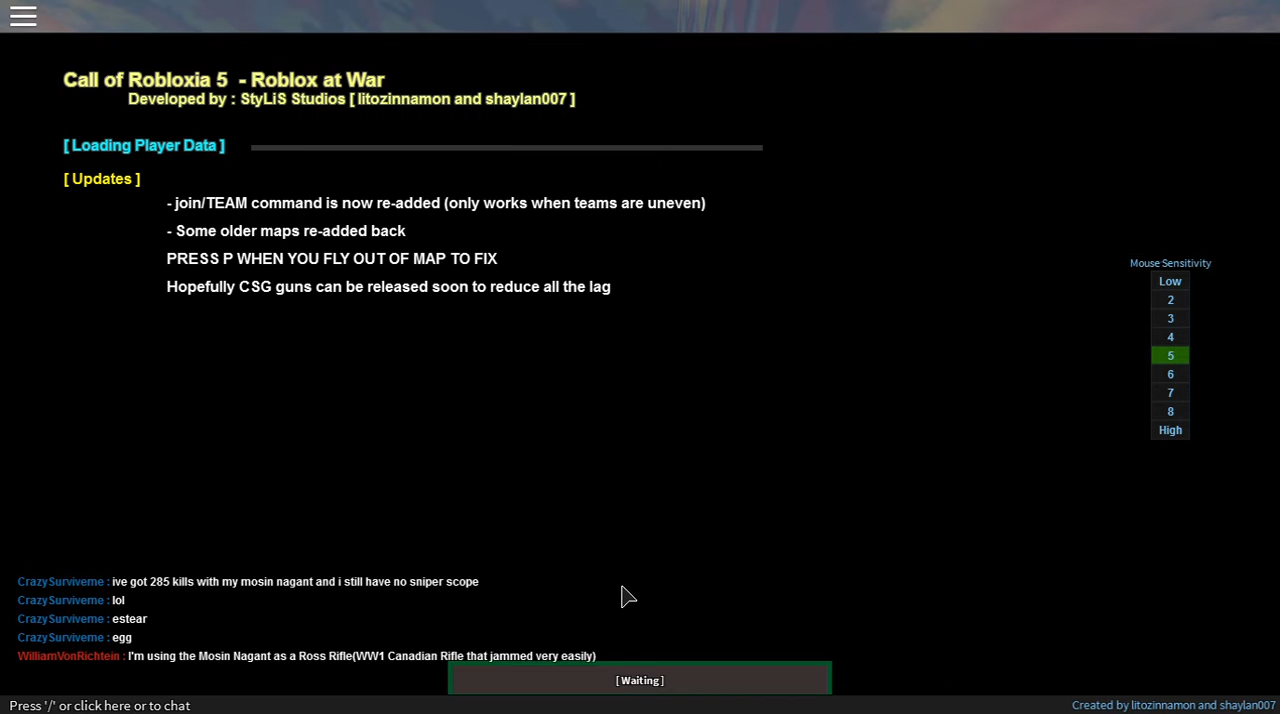 Call of Robloxia 5 - Roblox at War
Developed by : StyLiS Studios [ litozinnamon and shaylan007 ]
[ Loading Player Data ]
[ Updates ]
- join/TEAM command is now re-added (only works when teams are uneven)
- Some older maps re-added back
PRESS P WHEN YOU FLY OUT OF MAP TO FIX
Hopefully CSG guns can be released soon to reduce all the lag
Mouse Sensitivity
Low
2
3
4
5
6
7
8
High
CrazySurviveme : ive got 285 kills with my mosin nagant and i still have no sniper scope
CrazySurviveme : lol
CrazySurviveme : estear
CrazySurviveme : egg
WilliamVonRichtein : I'm using the Mosin Nagant as a Ross Rifle(WW1 Canadian Rifle that jammed very easily)
[ Waiting ]
Press '/' or click here or to chat
Created by litozinnamon and shaylan007